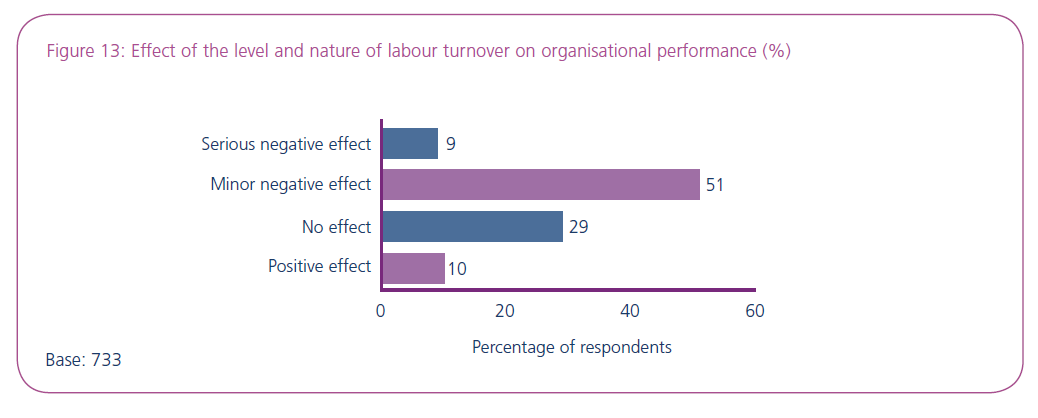 Figure 13: Effect of the level and nature of labour turnover on organisational performance (%)
Serious negative effect 9
Minor negative effect 51
No effect 29
Positive effect 10
0 20 40 60
Percentage of respondents
Base: 733